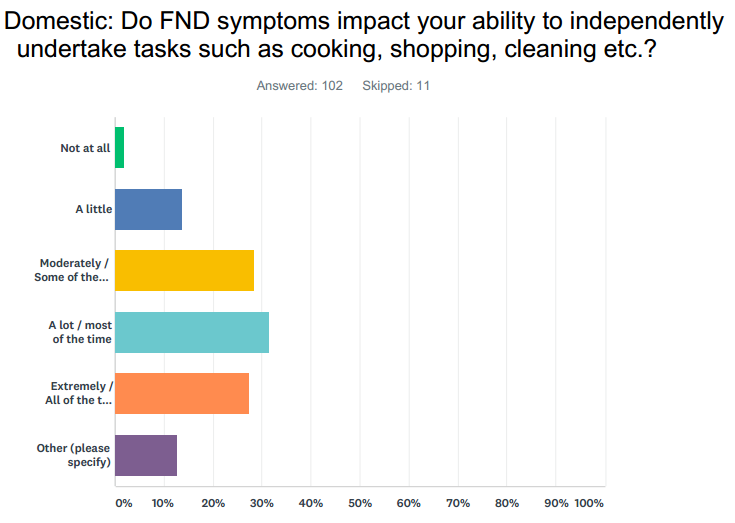 Domestic: Do FND symptoms impact your ability to independently
undertake tasks such as cooking, shopping, cleaning etc.?
Answered: 102 Skipped: 11
Not at all
A little
Moderately /
Some of the...
A lot / most
of the time
Extremely /
All of the t...
Other (please
specify)
0% 10% 20% 30% 40% 50% 60% 70% 80% 90% 100%